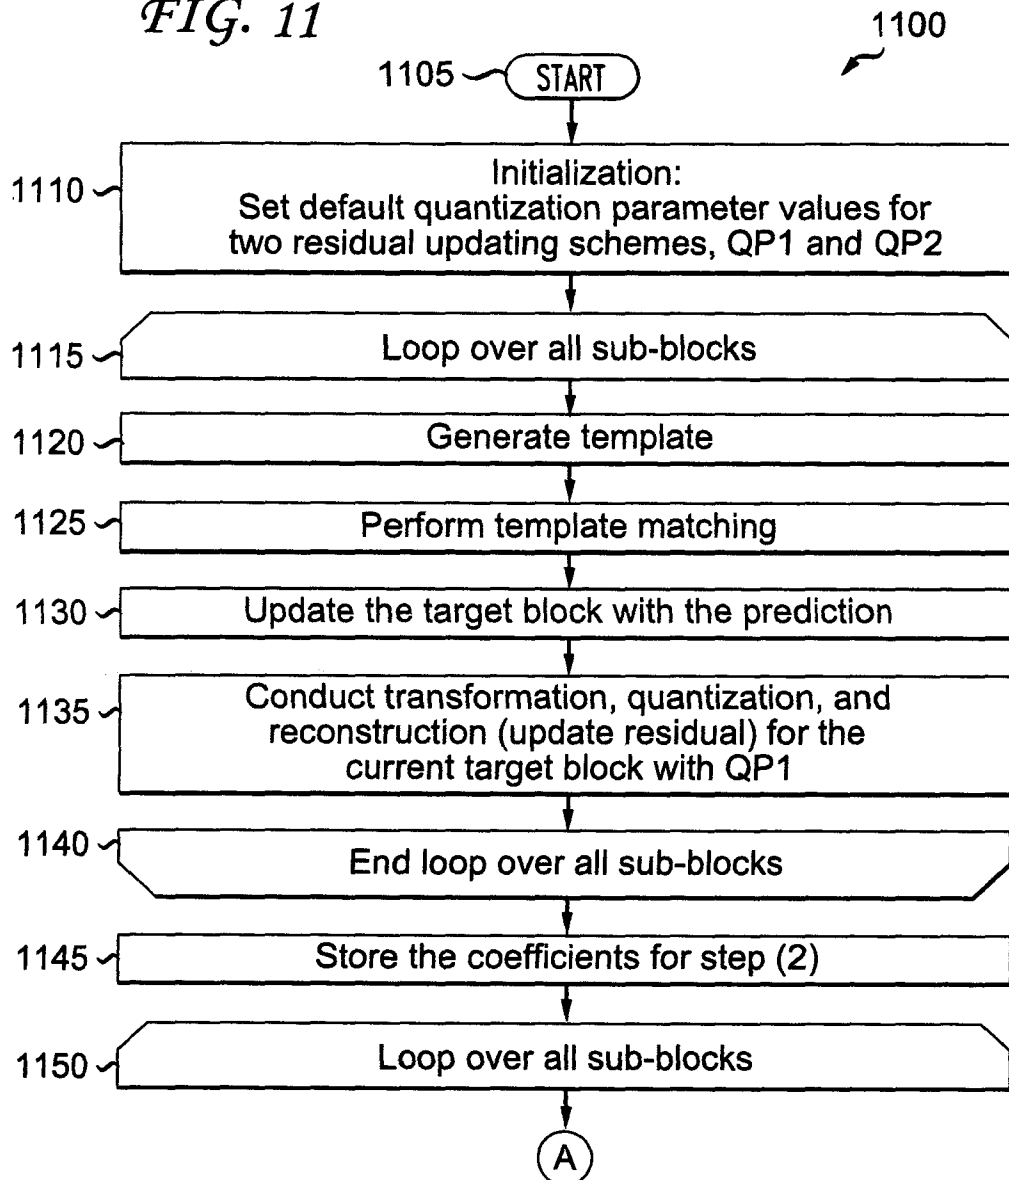 FIG. 11
1100
1105 START
1110 Initialization:
Set default quantization parameter values for
two residual updating schemes, QP1 and QP2
1115 Loop over all sub-blocks
1120 Generate template
1125 Perform template matching
1130 Update the target block with the prediction
1135 Conduct transformation, quantization, and
reconstruction (update residual) for the
current target block with QP1
1140 End loop over all sub-blocks
1145 Store the coefficients for step (2)
1150 Loop over all sub-blocks
A